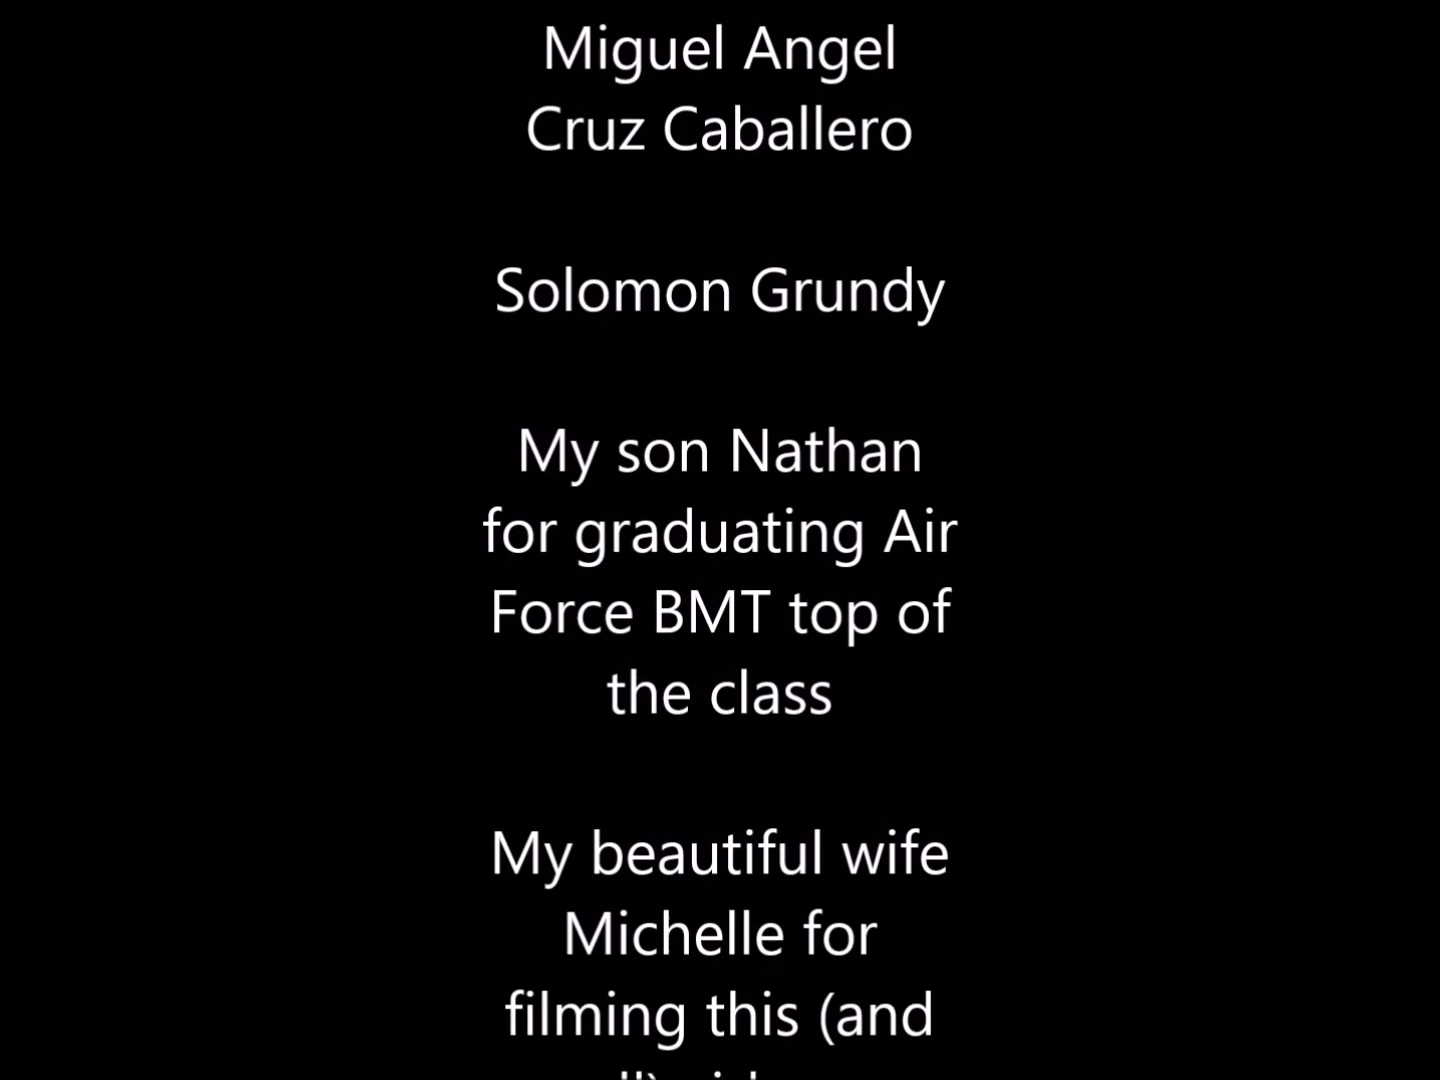 Miguel Angel
Cruz Caballero
Solomon Grundy
My son Nathan
for graduating Air
Force BMT top of
the class
My beautiful wife
Michelle for
filming this (and